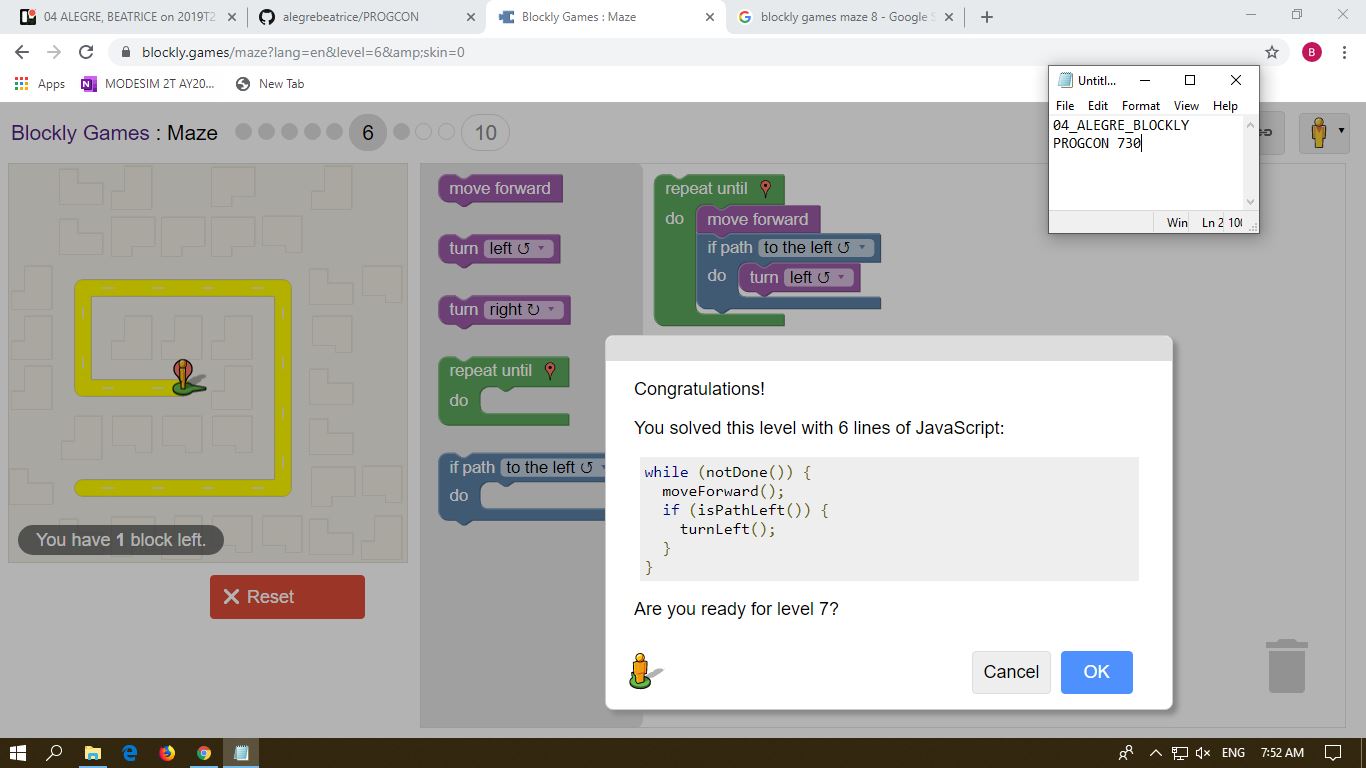 04 ALEGRE, BEATRICE on 2019T2
alegrebeatrice/PROGCON
Blockly Games : Maze
blockly games maze 8 - Google S
blockly.games/maze?lang=en&level=6&amp;skin=0
B
Apps
MODESIM 2T AY20...
New Tab
Untitl...
File Edit Format View Help
04_ALEGRE_BLOCKLY
PROGCON 730
Win Ln 2 100
Blockly Games : Maze 6 10
move forward
turn left
turn right
repeat until
do
if path to the left
do
repeat until
do move forward
if path to the left
do turn left
You have 1 block left.
Reset
Congratulations!
You solved this level with 6 lines of JavaScript:
while (notDone()) {
moveForward();
if (isPathLeft()) {
turnLeft();
}
}
Are you ready for level 7?
Cancel OK
ENG 7:52 AM